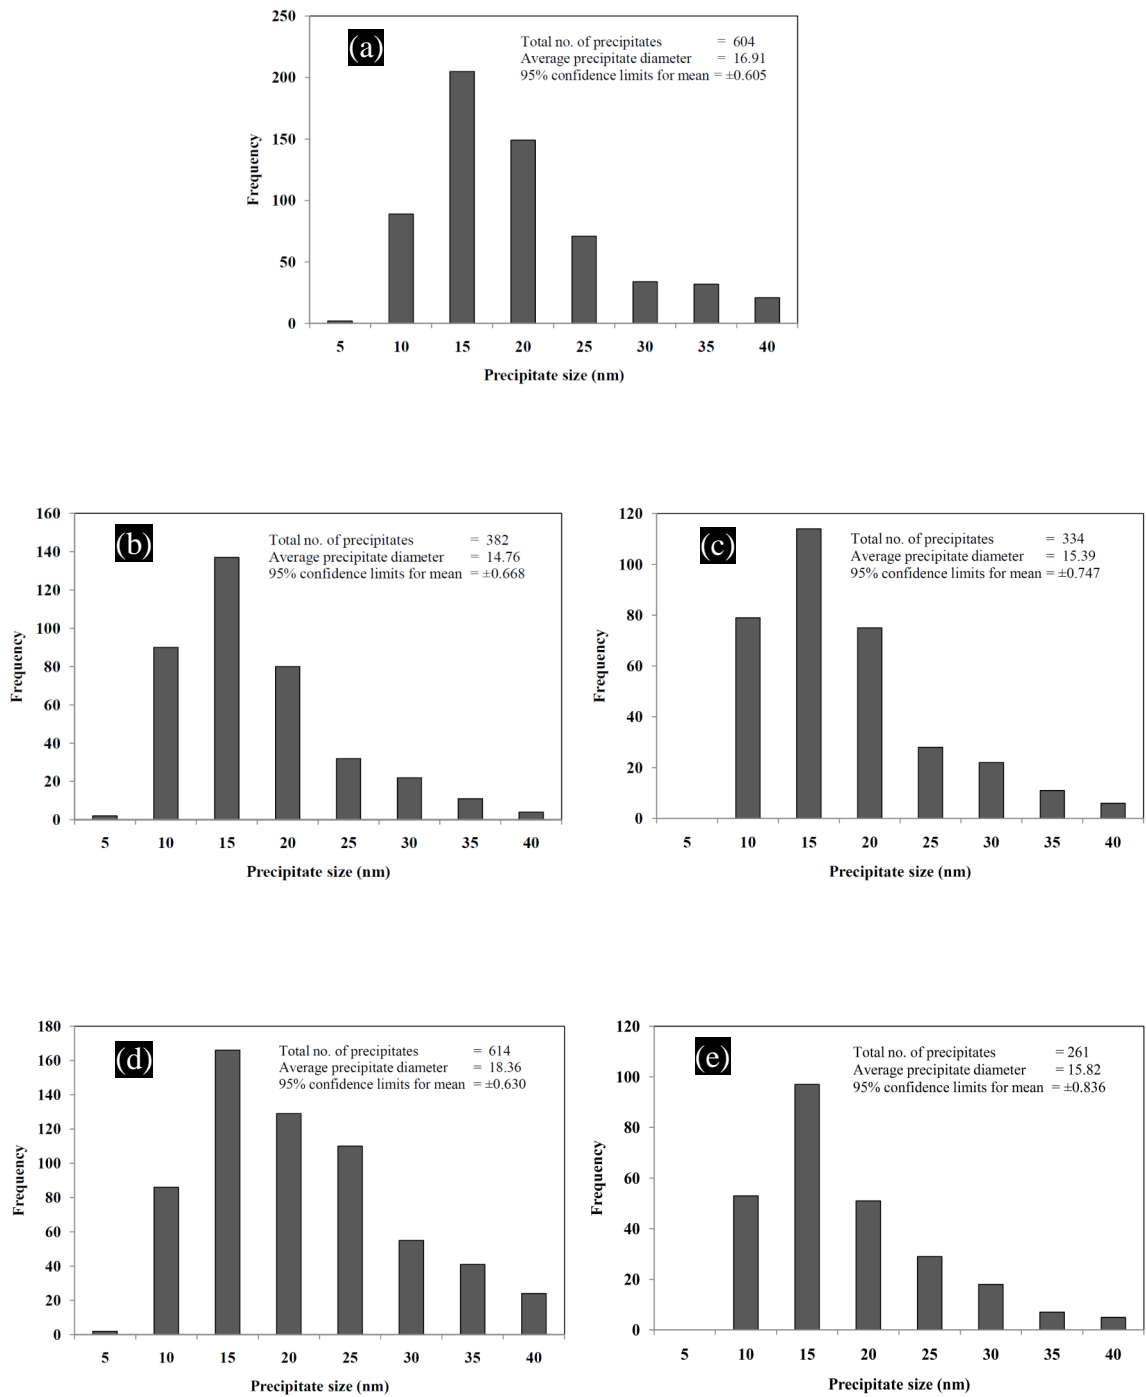 (a)
Total no. of precipitates = 604
Average precipitate diameter = 16.91
95% confidence limits for mean = ±0.605
Frequency
250
200
150
100
50
0
5 10 15 20 25 30 35 40
Precipitate size (nm)
(b)
Total no. of precipitates = 382
Average precipitate diameter = 14.76
95% confidence limits for mean = ±0.668
Frequency
160
140
120
100
80
60
40
20
0
5 10 15 20 25 30 35 40
Precipitate size (nm)
(c)
Total no. of precipitates = 334
Average precipitate diameter = 15.39
95% confidence limits for mean = ±0.747
Frequency
120
100
80
60
40
20
0
5 10 15 20 25 30 35 40
Precipitate size (nm)
(d)
Total no. of precipitates = 614
Average precipitate diameter = 18.36
95% confidence limits for mean = ±0.630
Frequency
180
160
140
120
100
80
60
40
20
0
5 10 15 20 25 30 35 40
Precipitate size (nm)
(e)
Total no. of precipitates = 261
Average precipitate diameter = 15.82
95% confidence limits for mean = ±0.836
Frequency
120
100
80
60
40
20
0
5 10 15 20 25 30 35 40
Precipitate size (nm)